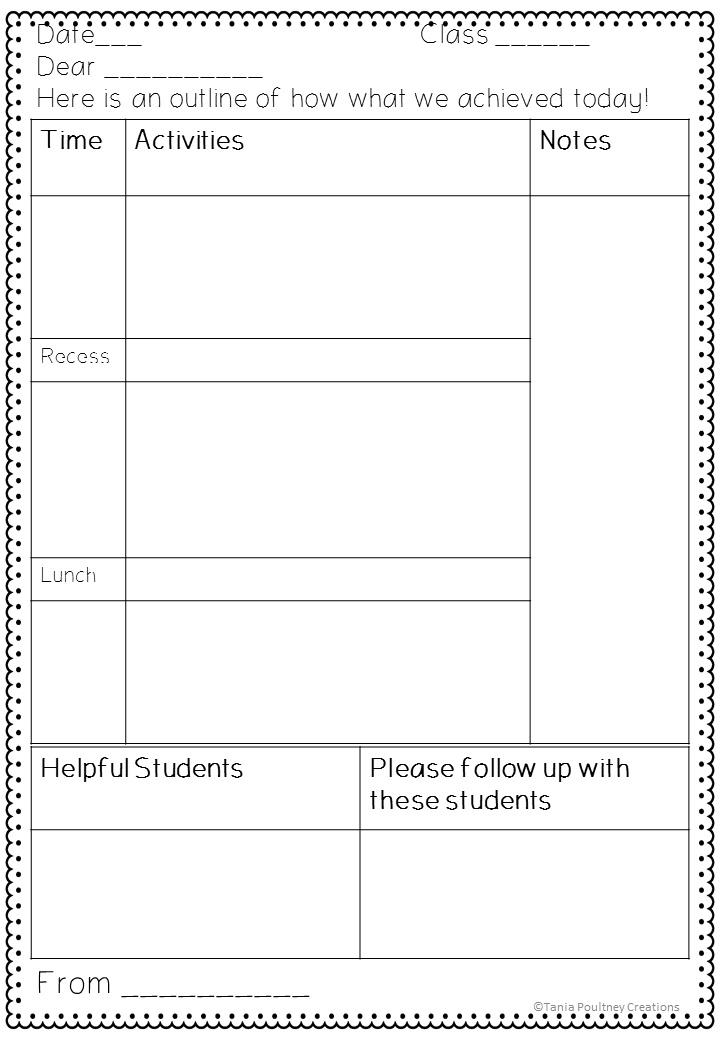 Date___ Class ______
Dear __________
Here is an outline of how what we achieved today!
Time Activities Notes
Recess
Lunch
Helpful Students Please follow up with
these students
From __________
©Tania Poultney Creations